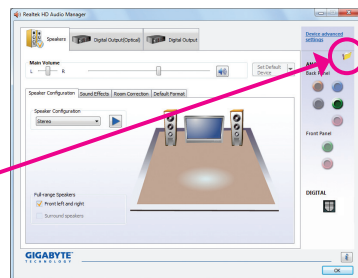 Realtek HD Audio Manager
Speakers
Digital Output(Optical)
Digital Output
Device advanced
settings
Main Volume
L
R
Set Default
Device
AN
Back Panel
Speaker Configuration
Sound Effects
Room Correction
Default Format
Speaker Configuration
Stereo
Front Panel
Full-range Speakers
Front left and right
Surround speakers
DIGITAL
GIGABYTE
TECHNOLOGY
i
OK